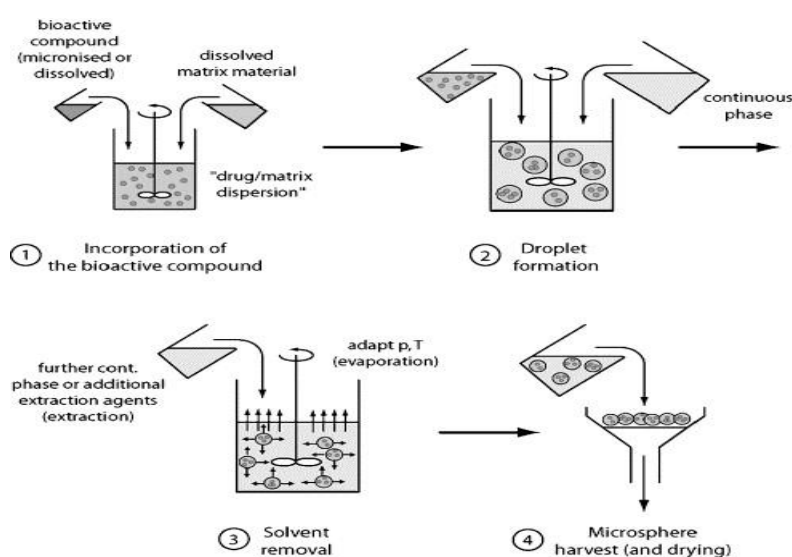 bioactive
compound
(micronised or
dissolved)
dissolved
matrix material
"drug/matrix
dispersion"
1 Incorporation of
the bioactive compound
continuous
phase
2 Droplet
formation
further cont.
phase or additional
extraction agents
(extraction)
adapt p,T
(evaporation)
3 Solvent
removal
4 Microsphere
harvest (and drying)